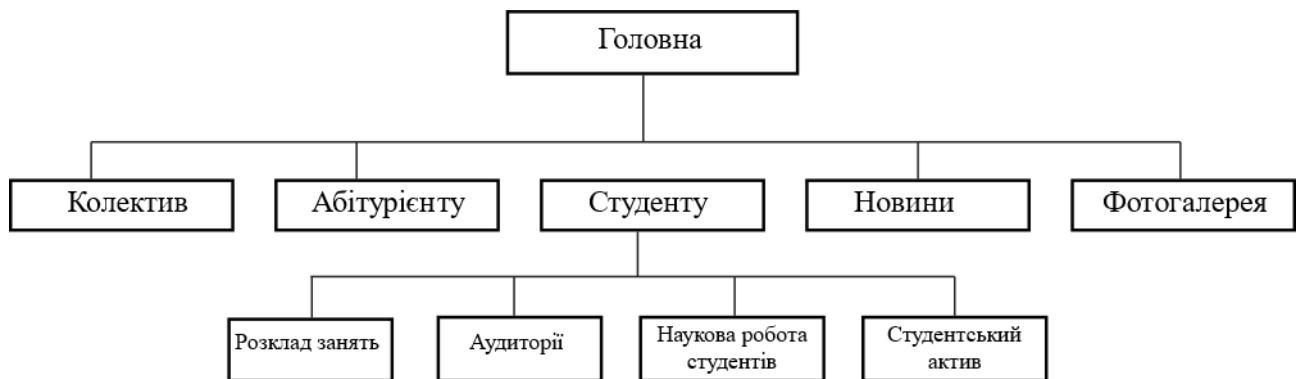 Головна
Колектив
Абітурієнту
Студенту
Новини
Фотогалерея
Розклад занять
Аудиторії
Наукова робота
студентів
Студентський
актив